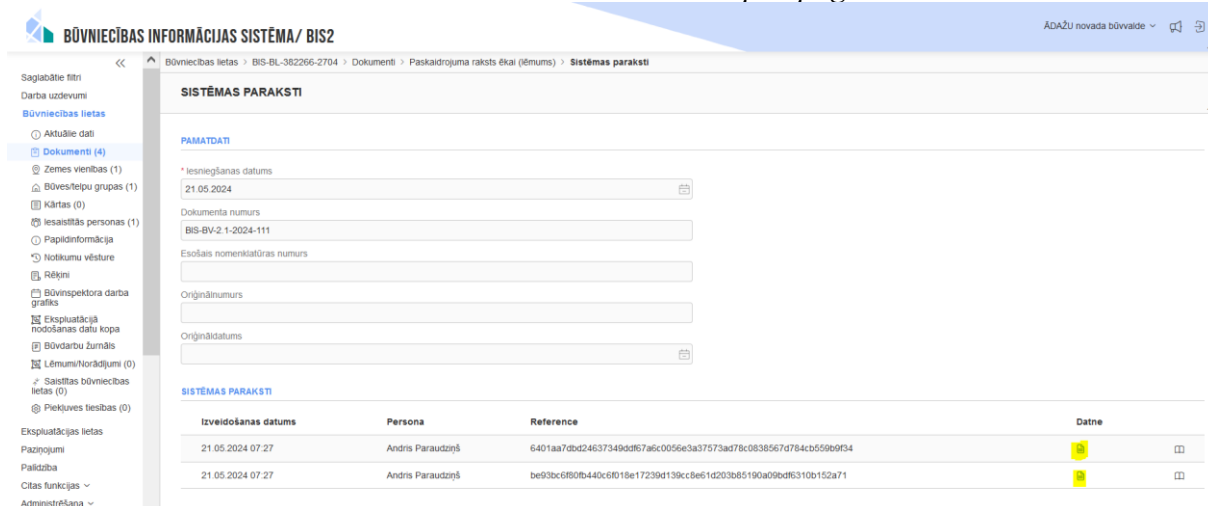 BŪVNIECĪBAS INFORMĀCIJAS SISTĒMA/ BIS2
ĀDAŽU novada būvvalde
Būvniecības lietas > BIS-BL-382266-2704 > Dokumenti > Paskaidrojuma raksts ēkai (lēmums) > Sistēmas paraksti
Saglabātie filtri
Darba uzdevumi
Būvniecības lietas
Aktuālie dati
Dokumenti (4)
Zemes vienības (1)
Būves/telpu grupas (1)
Kārtas (0)
Iesaistītās personas (1)
Papildinformācija
Notikumu vēsture
Rēķini
Būvinspektora darba
grafiks
Ekspluatācijā
nodošanas datu kopa
Būvdarbu žurnāls
Lēmumi/Norādījumi (0)
Saistītas būvniecības
lietas (0)
Piekļuves tiesības (0)
Ekspluatācijas lietas
Paziņojumi
Palīdzība
Citas funkcijas
Administrēšana
SISTĒMAS PARAKSTI
PAMATDATI
* Iesniegšanas datums
21.05.2024
Dokumenta numurs
BIS-BV-2.1-2024-111
Esošais nomenklatūras numurs
Oriģinālnumurs
Oriģināldatums
SISTĒMAS PARAKSTI
Izveidošanas datums Persona Reference Datne
21.05.2024 07:27 Andris Paraudziņš 6401aa7dbd24637349ddf67a6c0056e3a37573ad78c0838567d784cb559b9f34
21.05.2024 07:27 Andris Paraudziņš be93bc6f80fb440c6f018e17239d139cc8e61d203b85190a09bdf6310b152a71